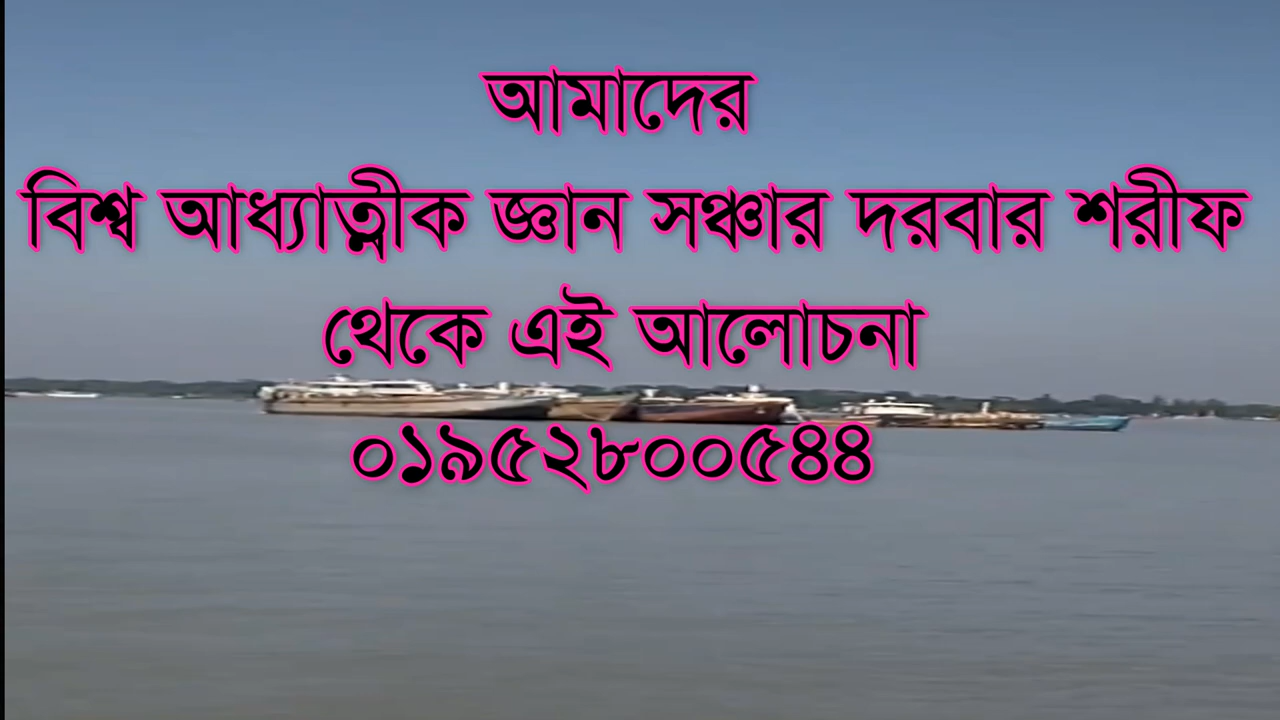 আমাদের
বিশ্ব আধ্যাত্নীক জ্ঞান সঞ্চার দরবার শরীফ
থেকে এই আলোচনা
০১৯৫২৮০০৫৪৪